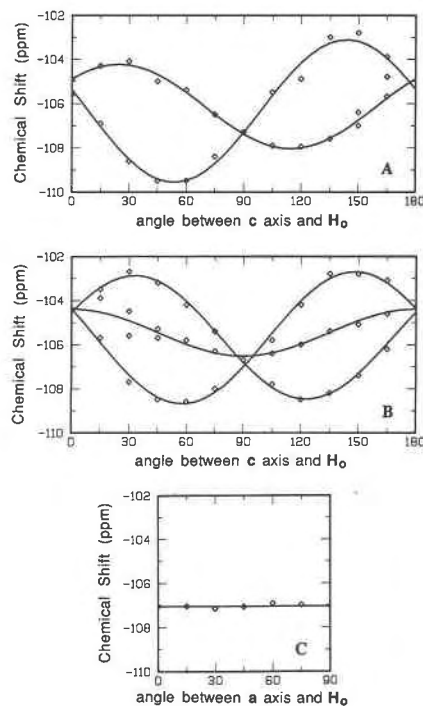 Chemical Shift (ppm)
-102
-104
-106
-108
-110
0 30 60 90 120 150 180
angle between c axis and H₀
A
Chemical Shift (ppm)
-102
-104
-106
-108
-110
0 30 60 90 120 150 180
angle between c axis and H₀
B
Chemical Shift (ppm)
-102
-104
-106
-108
-110
0 30 60 90
angle between a axis and H₀
C